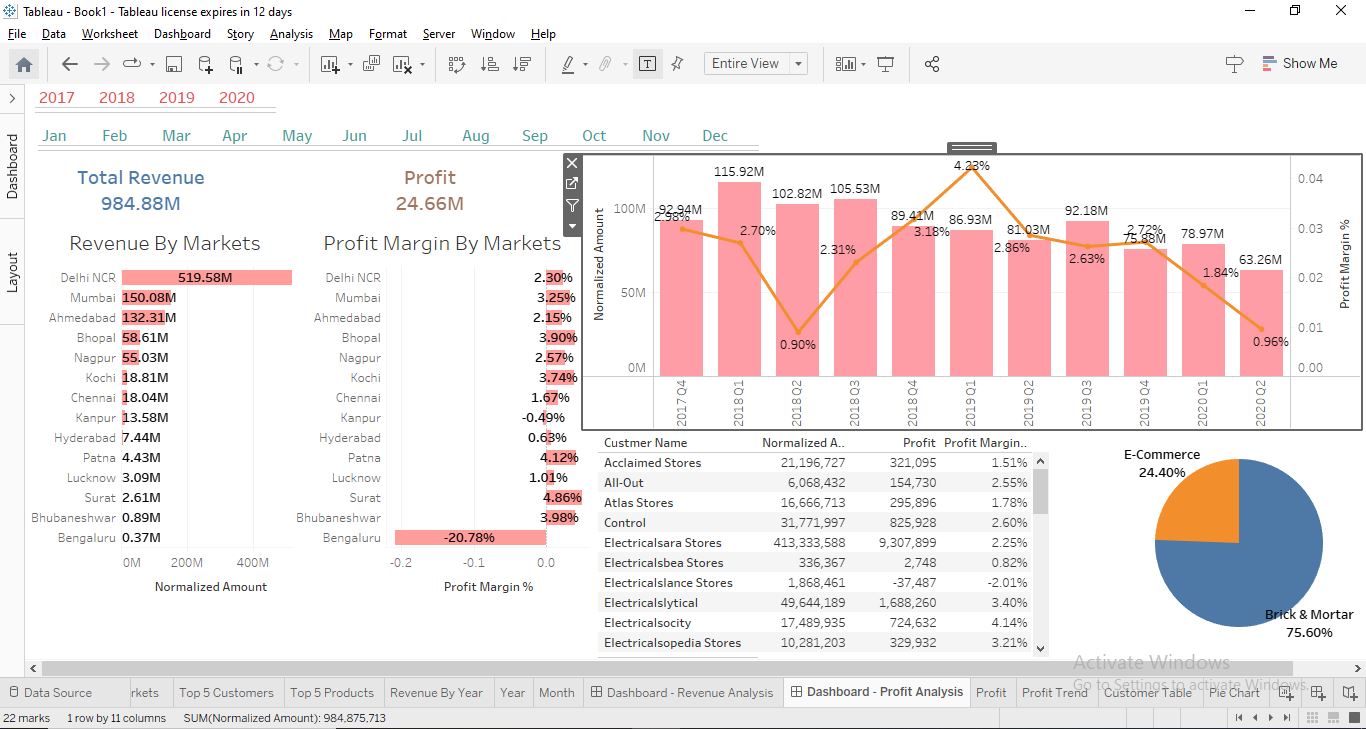 Tableau - Book1 - Tableau license expires in 12 days
File Data Worksheet Dashboard Story Analysis Map Format Server Window Help
Entire View
Show Me
2017 2018 2019 2020
Jan Feb Mar Apr May Jun Jul Aug Sep Oct Nov Dec
Dashboard
Layout
Total Revenue
984.88M
Profit
24.66M
Revenue By Markets
Delhi NCR 519.58M
Mumbai 150.08M
Ahmedabad 132.31M
Bhopal 58.61M
Nagpur 55.03M
Kochi 18.81M
Chennai 18.04M
Kanpur 13.58M
Hyderabad 7.44M
Patna 4.43M
Lucknow 3.09M
Surat 2.61M
Bhubaneshwar 0.89M
Bengaluru 0.37M
0M 200M 400M
Normalized Amount
Profit Margin By Markets
Delhi NCR 2.30%
Mumbai 3.25%
Ahmedabad 2.15%
Bhopal 3.90%
Nagpur 2.57%
Kochi 3.74%
Chennai 1.67%
Kanpur -0.49%
Hyderabad 0.63%
Patna 4.12%
Lucknow 1.01%
Surat 4.86%
Bhubaneshwar 3.98%
Bengaluru -20.78%
-0.2 -0.1 0.0
Profit Margin %
Normalized Amount
100M
50M
0M
92.94M 115.92M 102.82M 105.53M 89.41M 86.93M 81.03M 92.18M 75.88M 78.97M 63.26M
2.98% 2.70% 0.90% 2.31% 3.18% 4.23% 2.86% 2.63% 2.72% 1.84% 0.96%
0.04
0.03
0.02
0.01
0.00
Profit Margin %
2017 Q4 2018 Q1 2018 Q2 2018 Q3 2018 Q4 2019 Q1 2019 Q2 2019 Q3 2019 Q4 2020 Q1 2020 Q2
Custmer Name Normalized A.. Profit Profit Margin..
Acclaimed Stores 21,196,727 321,095 1.51%
All-Out 6,068,432 154,730 2.55%
Atlas Stores 16,666,713 295,896 1.78%
Control 31,771,997 825,928 2.60%
Electricalsara Stores 413,333,588 9,307,899 2.25%
Electricalsbea Stores 336,367 2,748 0.82%
Electricalslance Stores 1,868,461 -37,487 -2.01%
Electricalslytical 49,644,189 1,688,260 3.40%
Electricalsocity 17,489,935 724,632 4.14%
Electricalsopedia Stores 10,281,203 329,932 3.21%
E-Commerce
24.40%
Brick & Mortar
75.60%
Activate Windows
Go to Settings to activate Windows.
Data Source rkets Top 5 Customers Top 5 Products Revenue By Year Year Month Dashboard - Revenue Analysis Dashboard - Profit Analysis Profit Profit Trend Customer Table Pie Chart
22 marks 1 row by 11 columns SUM(Normalized Amount): 984,875,713